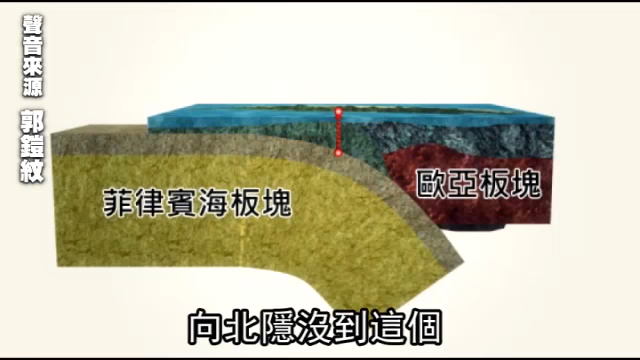 聲音來源 郭鎧紋
菲律賓海板塊
歐亞板塊
向北隱沒到這個